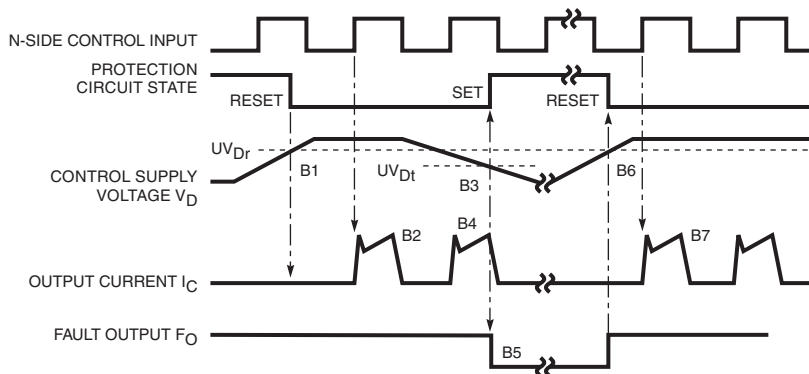 N-SIDE CONTROL INPUT
PROTECTION
CIRCUIT STATE
RESET
SET
RESET
UVDr
B1
UVDt
B3
B6
CONTROL SUPPLY
VOLTAGE VD
B2
B4
B7
OUTPUT CURRENT IC
FAULT OUTPUT FO
B5